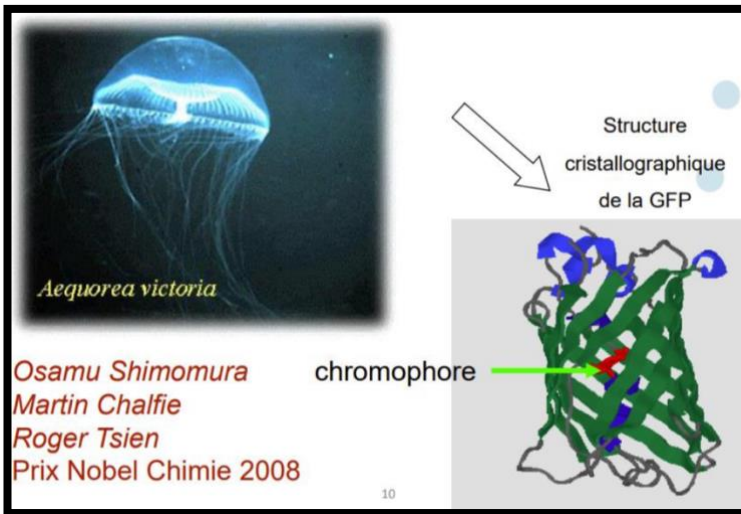 Aequorea victoria
Structure
cristallographique
de la GFP
chromophore
Osamu Shimomura
Martin Chalfie
Roger Tsien
Prix Nobel Chimie 2008
10